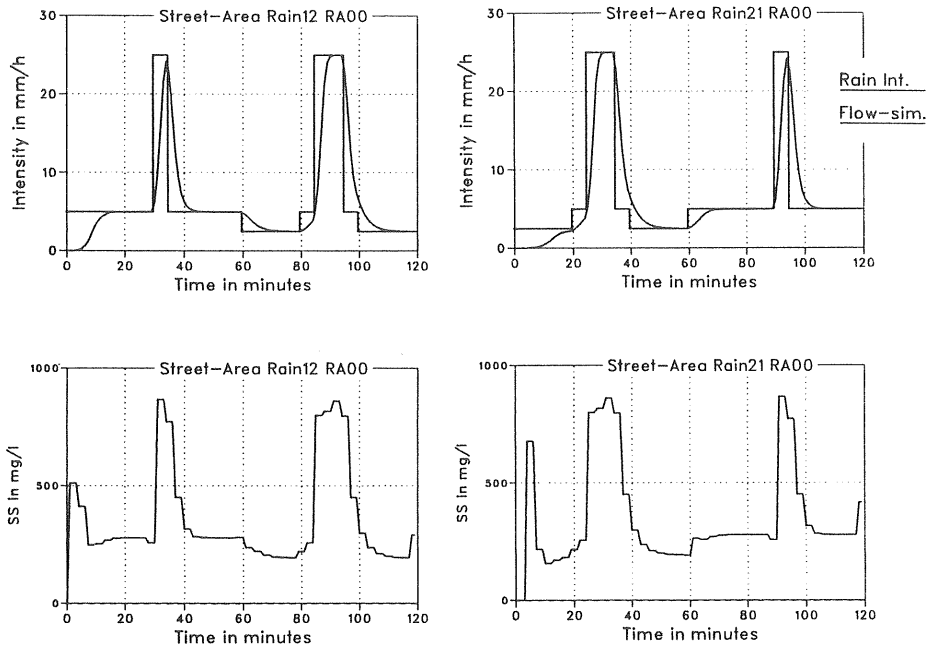 Street-Area Rain12 RA00
Intensity in mm/h
30
20
10
0
0 20 40 60 80 100 120
Time in minutes
Street-Area Rain21 RA00
Intensity in mm/h
30
20
10
0
0 20 40 60 80 100 120
Time in minutes
Rain Int.
Flow-sim.
Street-Area Rain12 RA00
SS in mg/l
1000
500
0
0 20 40 60 80 100 120
Time in minutes
Street-Area Rain21 RA00
SS in mg/l
1000
500
0
0 20 40 60 80 100 120
Time in minutes